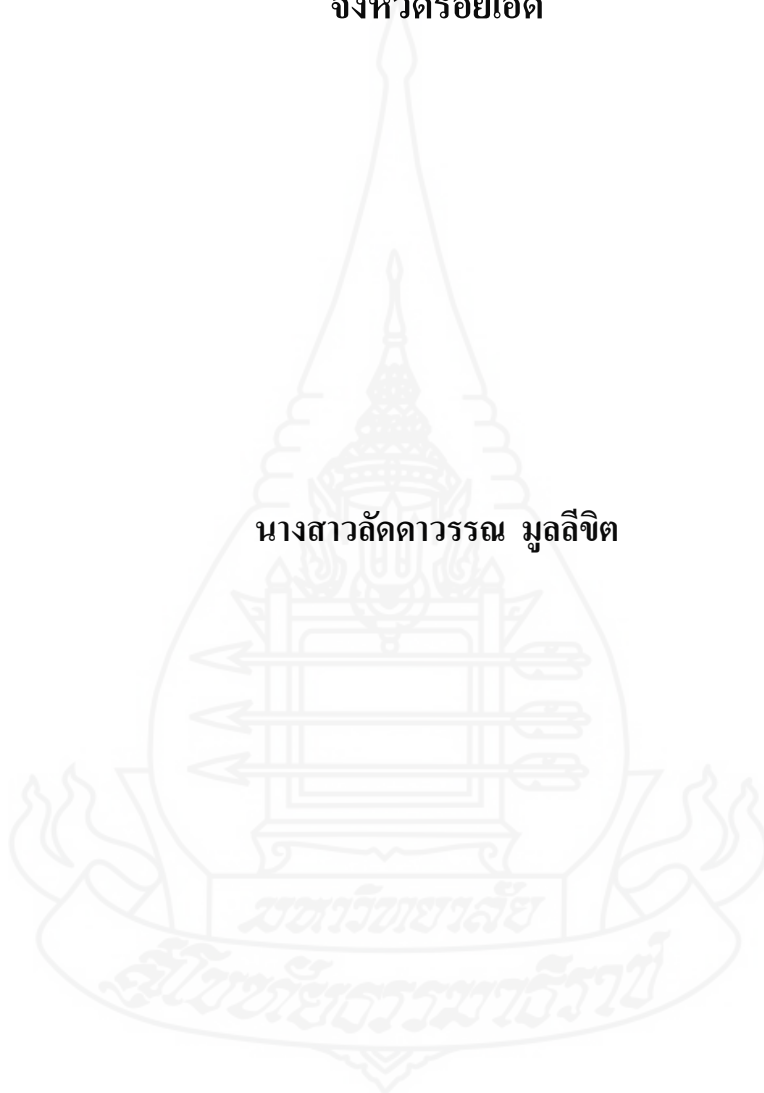 จังหวัดร้อยเอ็ด
นางสาวลัดดาวรรณ มูลลีขิต
มหาวิทยาลัย
สุโขทัยธรรมาธิราช